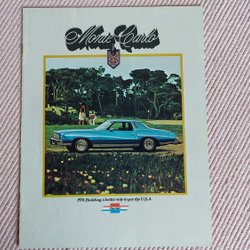 Monte Carlo
1974. Building a better way to see the U.S.A.